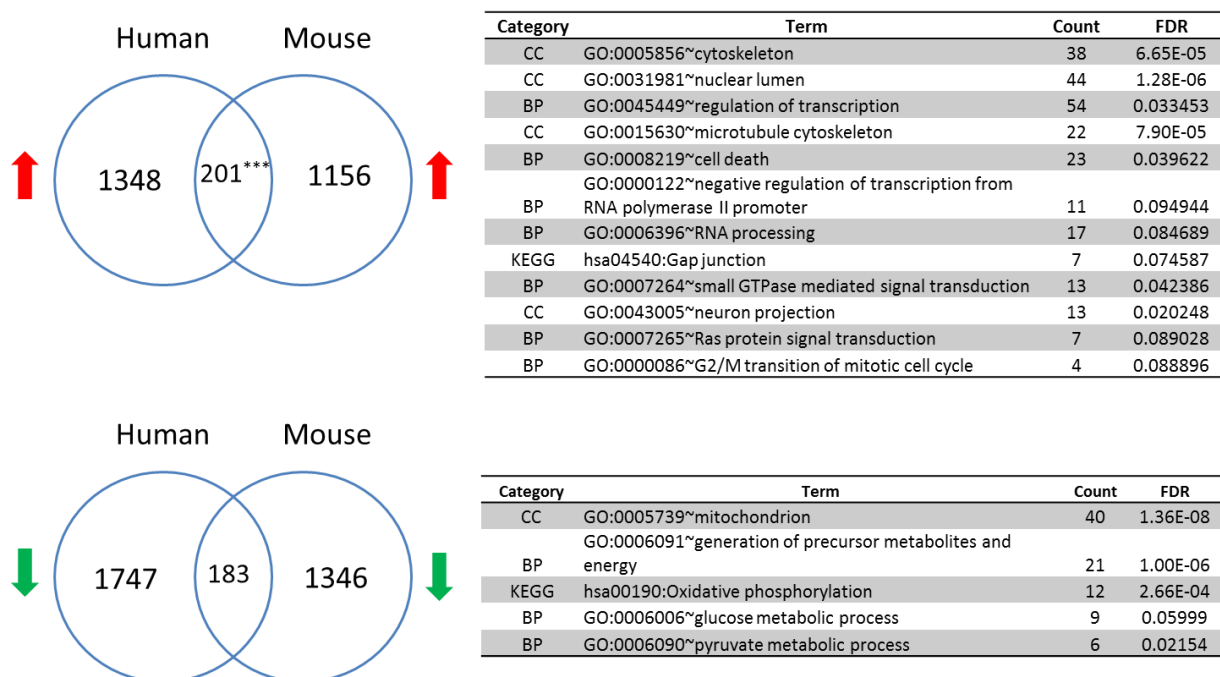 Human Mouse
1348 201*** 1156
Category Term Count FDR
CC GO:0005856~cytoskeleton 38 6.65E-05
CC GO:0031981~nuclear lumen 44 1.28E-06
BP GO:0045449~regulation of transcription 54 0.033453
CC GO:0015630~microtubule cytoskeleton 22 7.90E-05
BP GO:0008219~cell death 23 0.039622
GO:0000122~negative regulation of transcription from
BP RNA polymerase II promoter 11 0.094944
BP GO:0006396~RNA processing 17 0.084689
KEGG hsa04540:Gap junction 7 0.074587
BP GO:0007264~small GTPase mediated signal transduction 13 0.042386
CC GO:0043005~neuron projection 13 0.020248
BP GO:0007265~Ras protein signal transduction 7 0.089028
BP GO:0000086~G2/M transition of mitotic cell cycle 4 0.088896
Human Mouse
1747 183 1346
Category Term Count FDR
CC GO:0005739~mitochondrion 40 1.36E-08
GO:0006091~generation of precursor metabolites and
BP energy 21 1.00E-06
KEGG hsa00190:Oxidative phosphorylation 12 2.66E-04
BP GO:0006006~glucose metabolic process 9 0.05999
BP GO:0006090~pyruvate metabolic process 6 0.02154